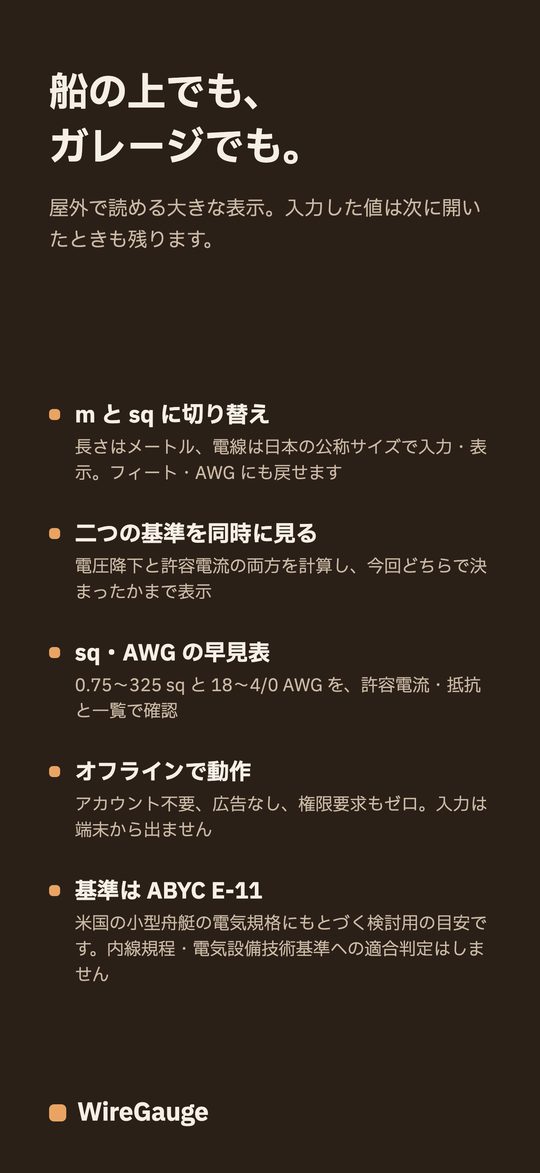 船の上でも、
ガレージでも。
屋外で読める大きな表示。入力した値は次に開い
たときも残ります。
m と sq に切り替え
長さはメートル、電線は日本の公称サイズで入力・表
示。フィート・AWG にも戻せます
二つの基準を同時に見る
電圧降下と許容電流の両方を計算し、今回どちらで決
まったかまで表示
sq・AWG の早見表
0.75〜325 sq と 18〜4/0 AWG を、許容電流・抵抗
と一覧で確認
オフラインで動作
アカウント不要、広告なし、権限要求もゼロ。入力は
端末から出ません
基準は ABYC E-11
米国の小型舟艇の電気規格にもとづく検討用の目安で
す。内線規程・電気設備技術基準への適合判定はしま
せん
WireGauge